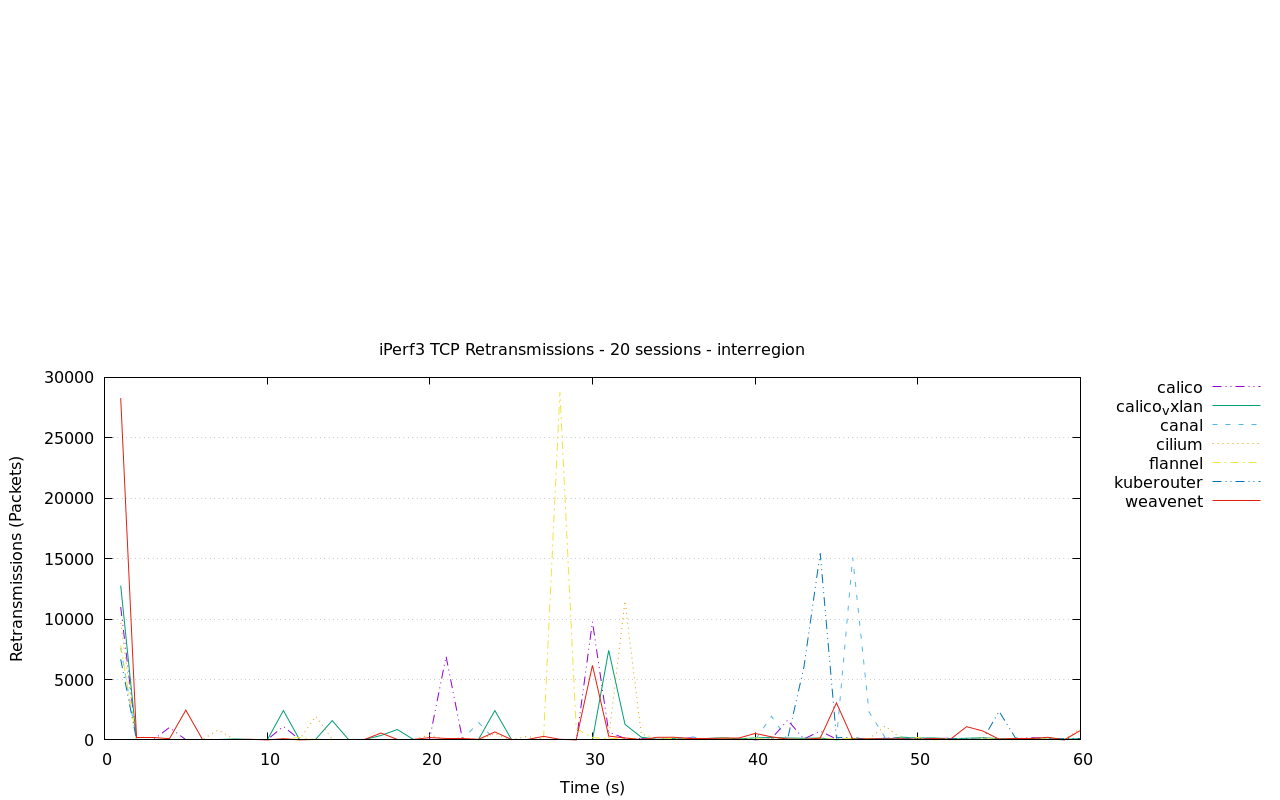 iPerf3 TCP Retransmissions - 20 sessions - interregion
30000
25000
20000
15000
10000
5000
0
Retransmissions (Packets)
0 10 20 30 40 50 60
Time (s)
calico
calicovxlan
canal
cilium
flannel
kuberouter
weavenet